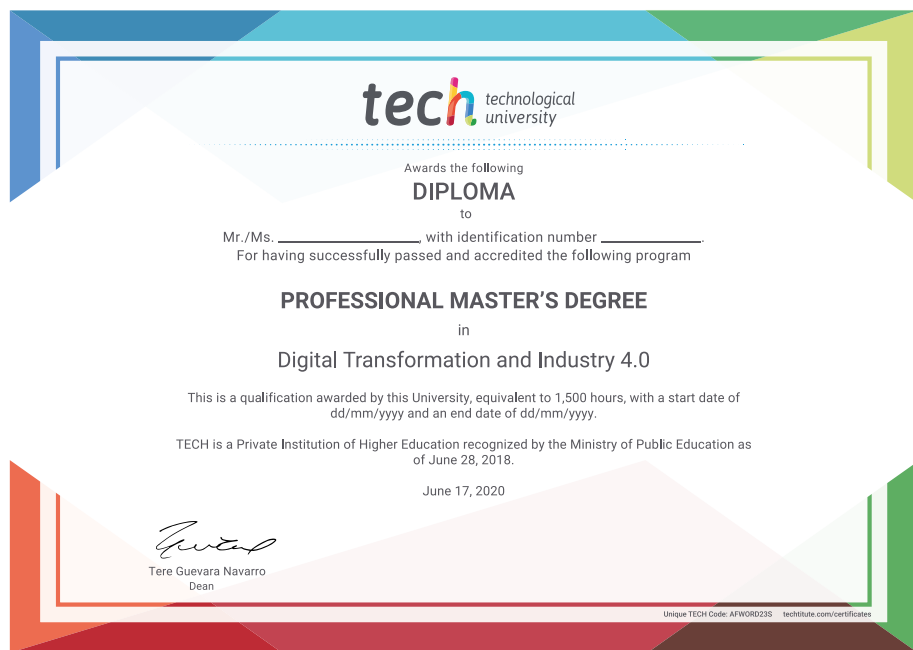 tech technological
university
Awards the following
DIPLOMA
to
Mr./Ms. ____________________, with identification number ______________.
For having successfully passed and accredited the following program
PROFESSIONAL MASTER'S DEGREE
in
Digital Transformation and Industry 4.0
This is a qualification awarded by this University, equivalent to 1,500 hours, with a start date of
dd/mm/yyyy and an end date of dd/mm/yyyy.
TECH is a Private Institution of Higher Education recognized by the Ministry of Public Education as
of June 28, 2018.
June 17, 2020
Tere Guevara Navarro
Dean
Unique TECH Code: AFWORD23S techtitute.com/certificates